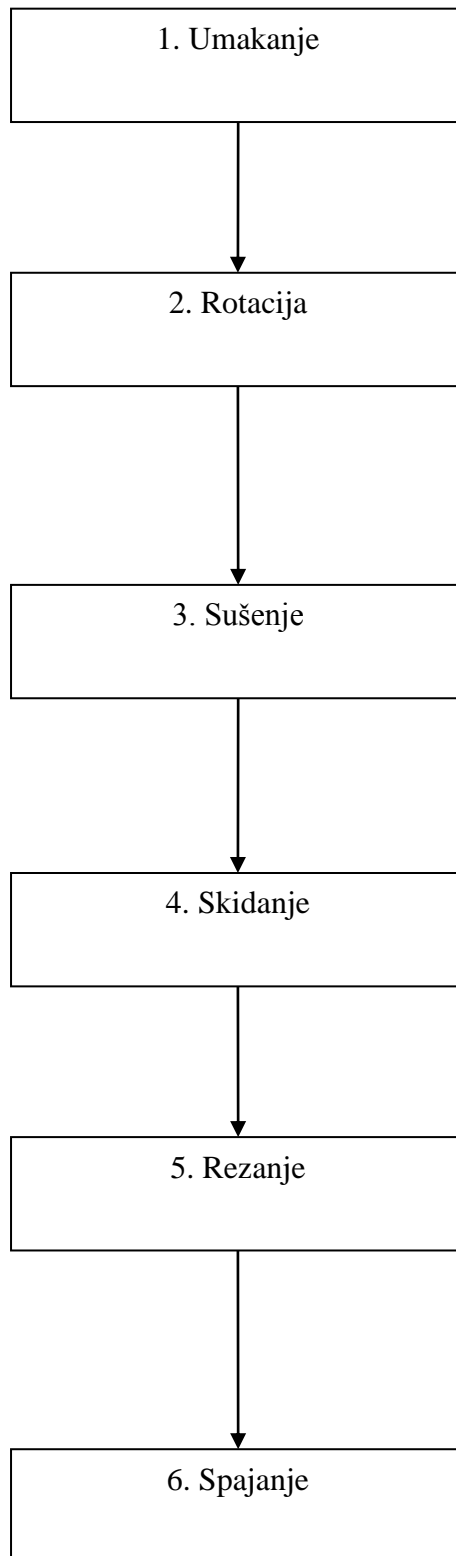 1. Umakanje
2. Rotacija
3. Sušenje
4. Skidanje
5. Rezanje
6. Spajanje